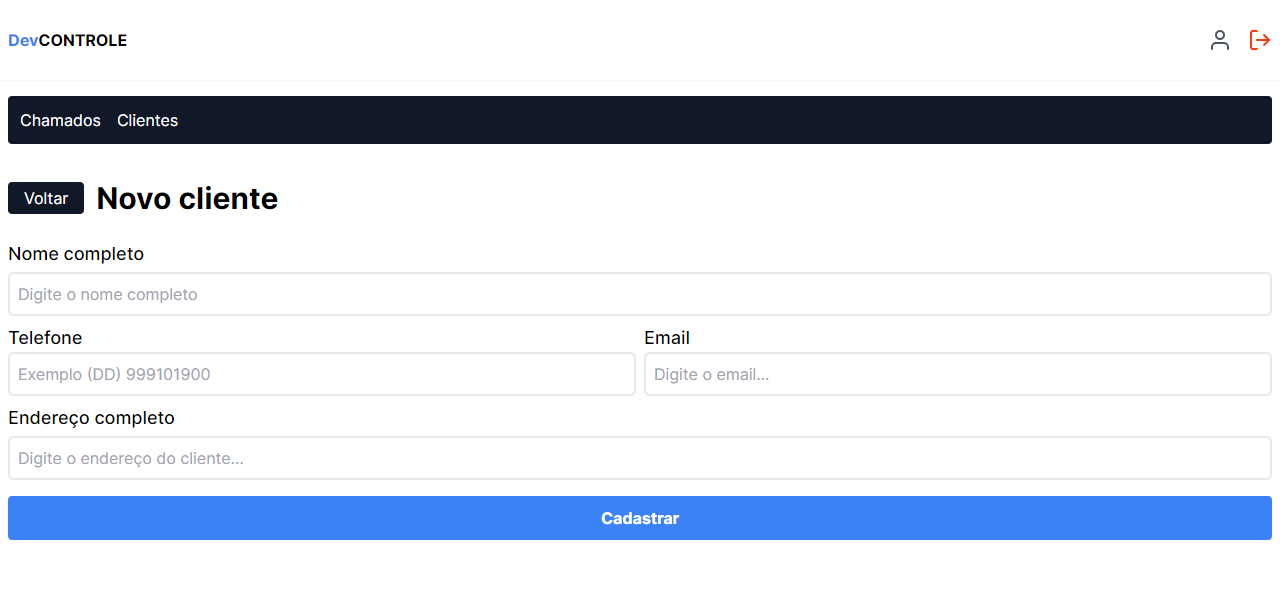 DevCONTROLE
Chamados Clientes
Voltar Novo cliente
Nome completo
Digite o nome completo
Telefone Email
Exemplo (DD) 999101900 Digite o email...
Endereço completo
Digite o endereço do cliente...
Cadastrar